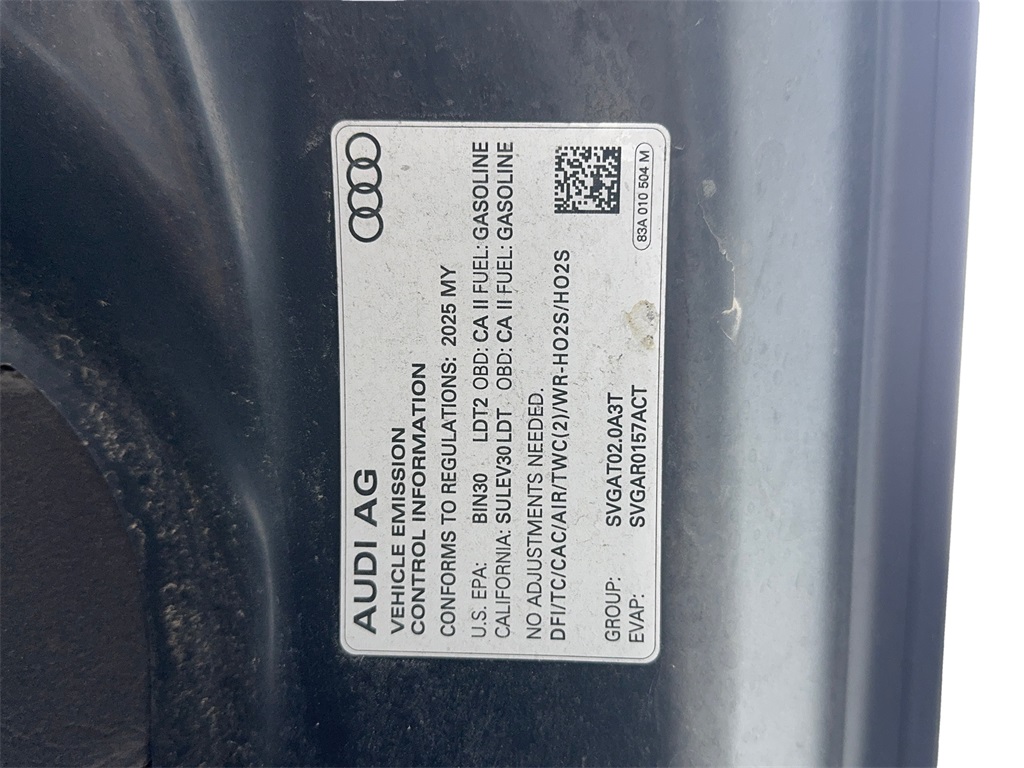 AUDI AG
VEHICLE EMISSION
CONTROL INFORMATION
CONFORMS TO REGULATIONS: 2025 MY
U.S. EPA: BIN30 LDT2 OBD: CA II FUEL: GASOLINE
CALIFORNIA: SULEV30 LDT OBD: CA II FUEL: GASOLINE
NO ADJUSTMENTS NEEDED.
DFI/TC/CAC/AIR/TWC(2)/WR-HO2S/HO2S
GROUP: SVGAT02.0A3T
EVAP: SVGAR0157ACT
83A 010 504 M